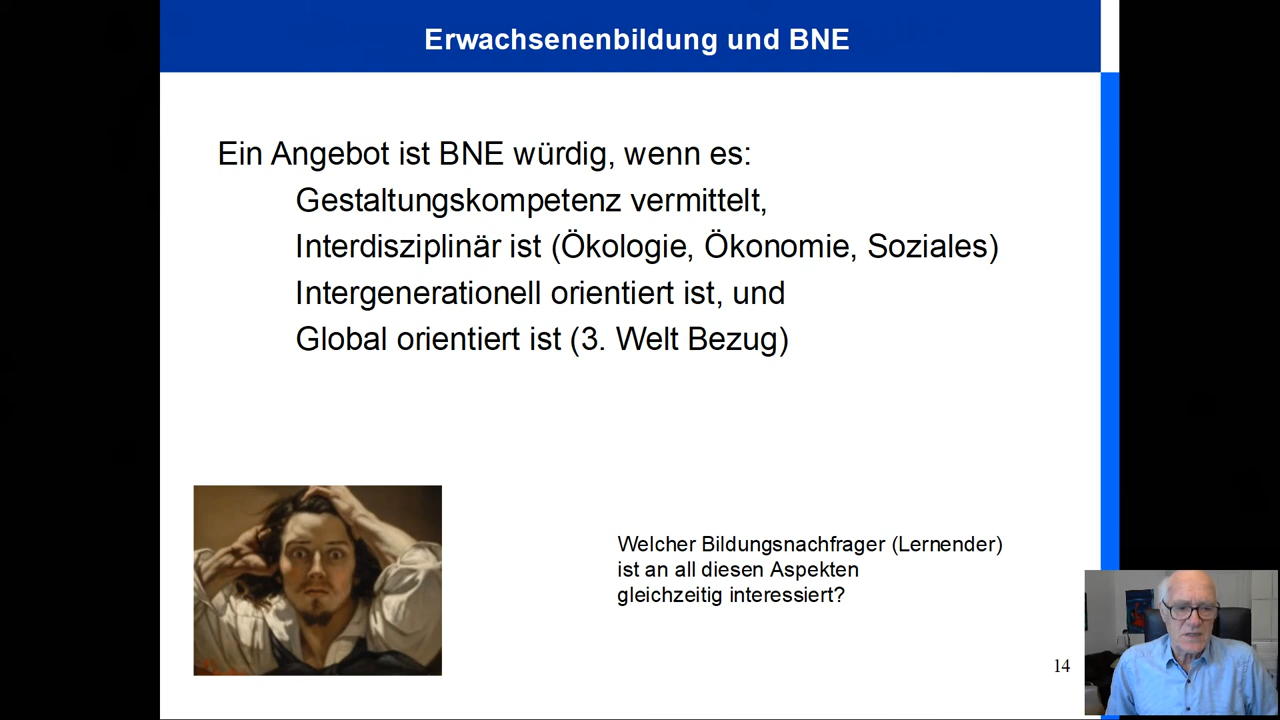 Erwachsenenbildung und BNE
Ein Angebot ist BNE würdig, wenn es:
Gestaltungskompetenz vermittelt,
Interdisziplinär ist (Ökologie, Ökonomie, Soziales)
Intergenerationell orientiert ist, und
Global orientiert ist (3. Welt Bezug)
Welcher Bildungsnachfrager (Lernender)
ist an all diesen Aspekten
gleichzeitig interessiert?
14